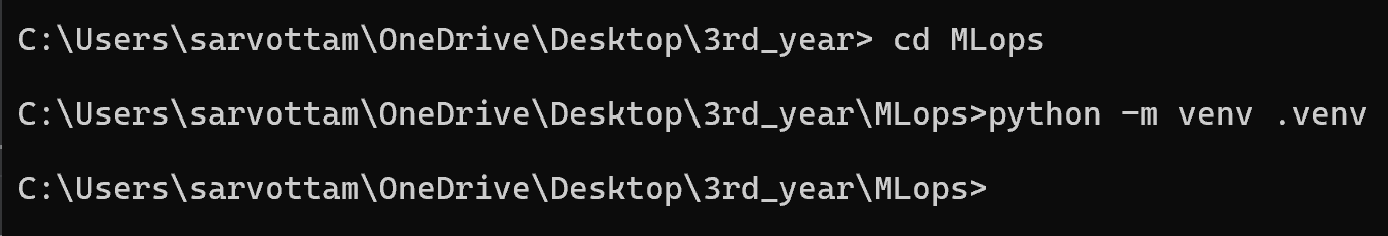 C:\Users\sarvottam\OneDrive\Desktop\3rd_year> cd MLops
C:\Users\sarvottam\OneDrive\Desktop\3rd_year\MLops>python -m venv .venv
C:\Users\sarvottam\OneDrive\Desktop\3rd_year\MLops>